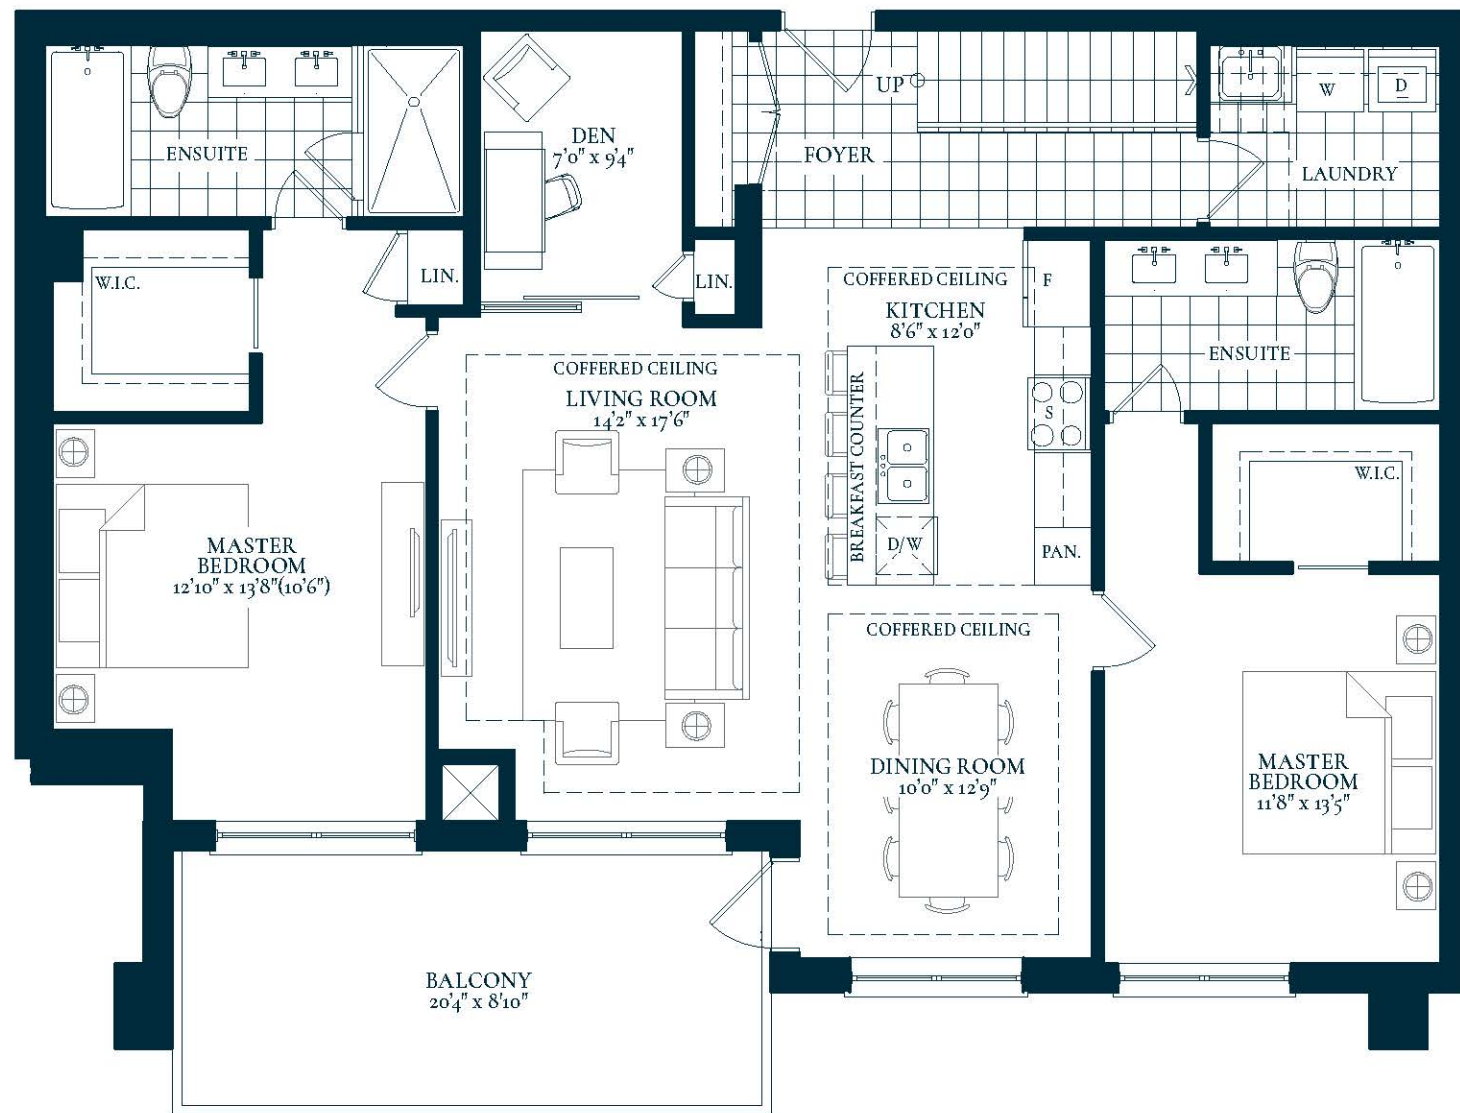 UP
W
D
DEN
7'0" x 9'4"
ENSUITE
FOYER
LAUNDRY
LIN.
LIN.
W.I.C.
COFFERED CEILING
F
KITCHEN
8'6" x 12'0"
ENSUITE
COFFERED CEILING
LIVING ROOM
14'2" x 17'6"
BREAKFAST COUNTER
S
W.I.C.
D/W
PAN.
MASTER
BEDROOM
12'10" x 13'8"(10'6")
COFFERED CEILING
DINING ROOM
10'0" x 12'9"
MASTER
BEDROOM
11'8" x 13'5"
BALCONY
20'4" x 8'10"